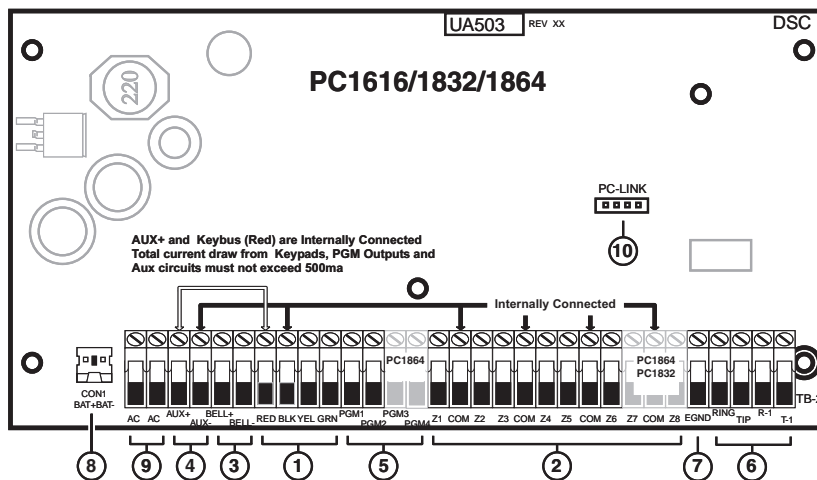 UA503 REV XX DSC
PC1616/1832/1864
220
PC-LINK
10
AUX+ and Keybus (Red) are Internally Connected
Total current draw from Keypads, PGM Outputs and
Aux circuits must not exceed 500ma
Internally Connected
PC1864
PC1864
PC1832
CON1
BAT+BAT-
TB-
AC AC AUX+ AUX- BELL+ BELL- RED BLK YEL GRN PGM1 PGM2 PGM3 PGM4 Z1 COM Z2 Z3 COM Z4 Z5 COM Z6 Z7 COM Z8 EGND RING TIP R-1 T-1
8 9 4 3 1 5 2 7 6